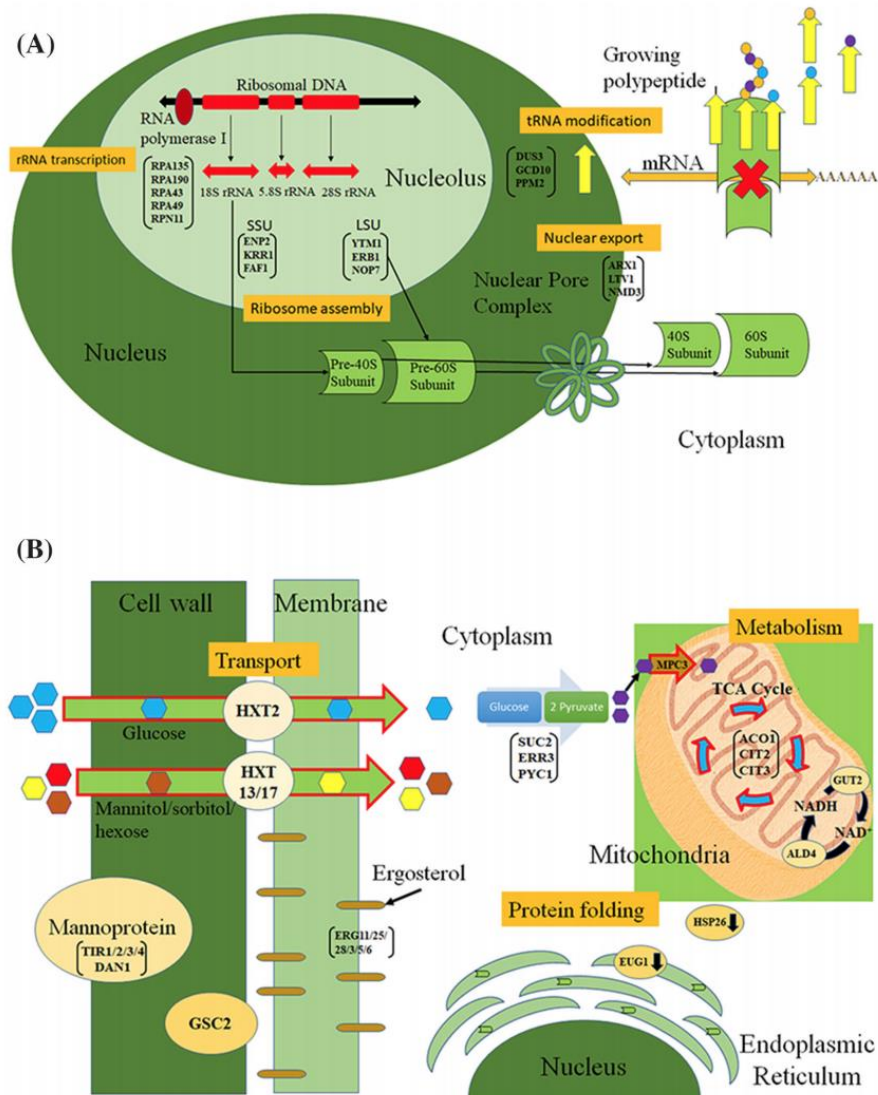 (A)
Ribosomal DNA
RNA
polymerase I
rRNA transcription
RPA135
RPA190
RPA43
RPA49
RPN11
18S rRNA
5.8S rRNA
28S rRNA
Nucleolus
SSU
ENP2
KRR1
FAF1
LSU
YTM1
ERB1
NOP7
Ribosome assembly
Nucleus
Pre-40S
Subunit
Pre-60S
Subunit
tRNA modification
DUS3
GCD10
PPM2
Nuclear export
ARX1
LTV1
NMD3
Nuclear Pore
Complex
Growing
polypeptide
mRNA
AAAAAA
40S
Subunit
60S
Subunit
Cytoplasm
(B)
Cell wall
Membrane
Transport
HXT2
Glucose
HXT
13/17
Mannitol/sorbitol/
hexose
Ergosterol
Mannoprotein
TIR1/2/3/4
DAN1
ERG11/25/
28/3/5/6
GSC2
Cytoplasm
Glucose
2 Pyruvate
SUC2
ERR3
PYC1
Metabolism
MPC3
TCA Cycle
ACO1
CIT2
CIT3
GUT2
NADH
NAD+
ALD4
Mitochondria
Protein folding
HSP26
EUG1
Nucleus
Endoplasmic
Reticulum